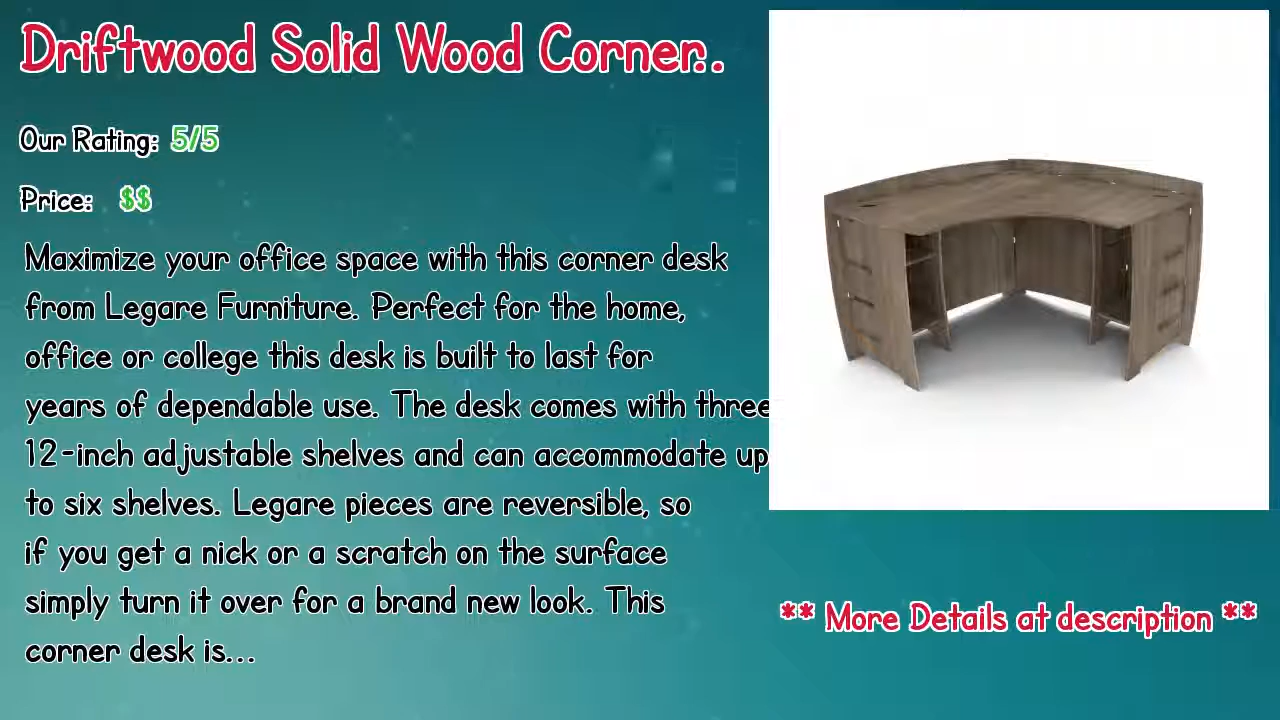 Driftwood Solid Wood Corner..
Our Rating: 5/5
Price: $$
Maximize your office space with this corner desk
from Legare Furniture. Perfect for the home,
office or college this desk is built to last for
years of dependable use. The desk comes with three
12-inch adjustable shelves and can accommodate up
to six shelves. Legare pieces are reversible, so
if you get a nick or a scratch on the surface
simply turn it over for a brand new look. This
corner desk is...
** More Details at description **